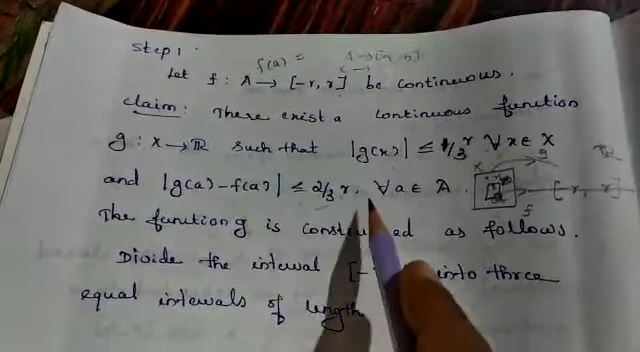 Step 1:
f(a) = A→[a,b]
x →
Let f : A → [-r, r] be continuous.
claim: There exist a continuous function
g : X → R such that |g(x)| ≤ 1/3 r ∀ x ∈ X
and |g(a) - f(a)| ≤ 2/3 r. ∀ a ∈ A.
X g R
f [-r, r]
The function g is constructed as follows.
Divide the interval [- into three
equal intervals of length